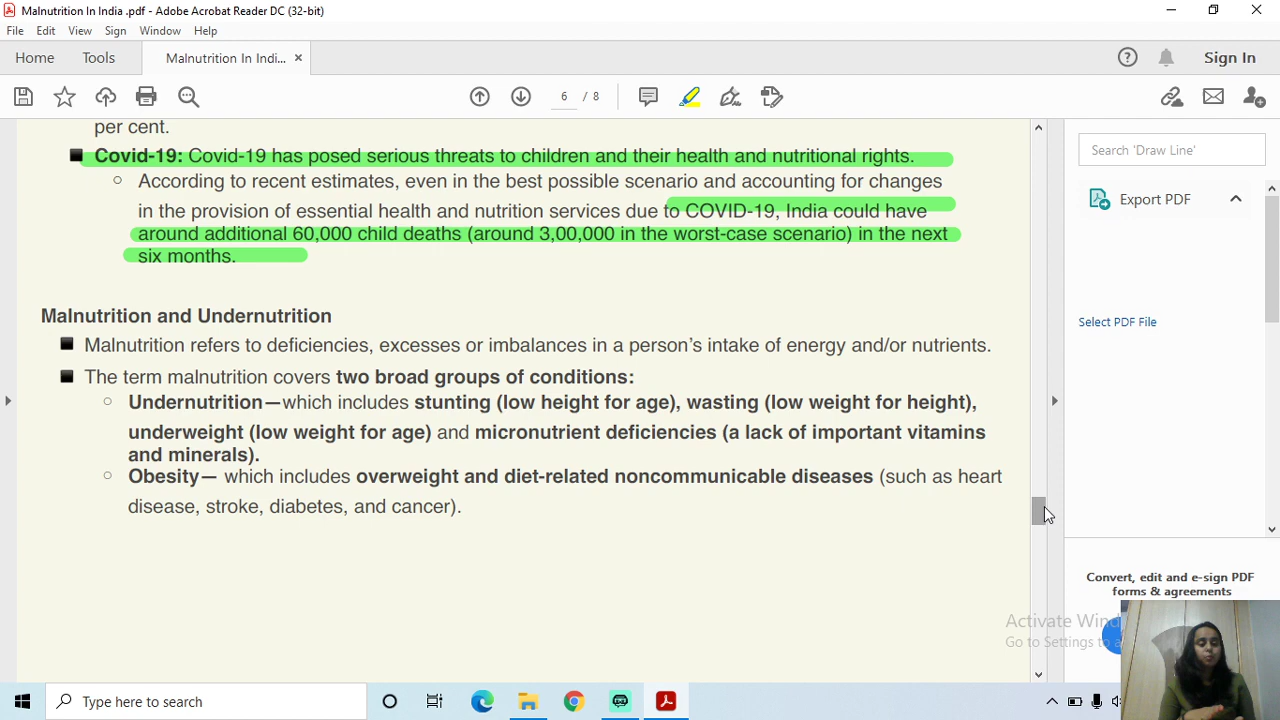 Malnutrition In India .pdf - Adobe Acrobat Reader DC (32-bit)
File Edit View Sign Window Help
Home Tools Malnutrition In Indi... × Sign In
6 / 8
per cent.
Covid-19: Covid-19 has posed serious threats to children and their health and nutritional rights.
According to recent estimates, even in the best possible scenario and accounting for changes
in the provision of essential health and nutrition services due to COVID-19, India could have
around additional 60,000 child deaths (around 3,00,000 in the worst-case scenario) in the next
six months.
Malnutrition and Undernutrition
Malnutrition refers to deficiencies, excesses or imbalances in a person's intake of energy and/or nutrients.
The term malnutrition covers two broad groups of conditions:
Undernutrition—which includes stunting (low height for age), wasting (low weight for height),
underweight (low weight for age) and micronutrient deficiencies (a lack of important vitamins
and minerals).
Obesity— which includes overweight and diet-related noncommunicable diseases (such as heart
disease, stroke, diabetes, and cancer).
Search 'Draw Line'
Export PDF
Select PDF File
Convert, edit and e-sign PDF
forms & agreements
Activate Wind
Go to Settings to a
Type here to search